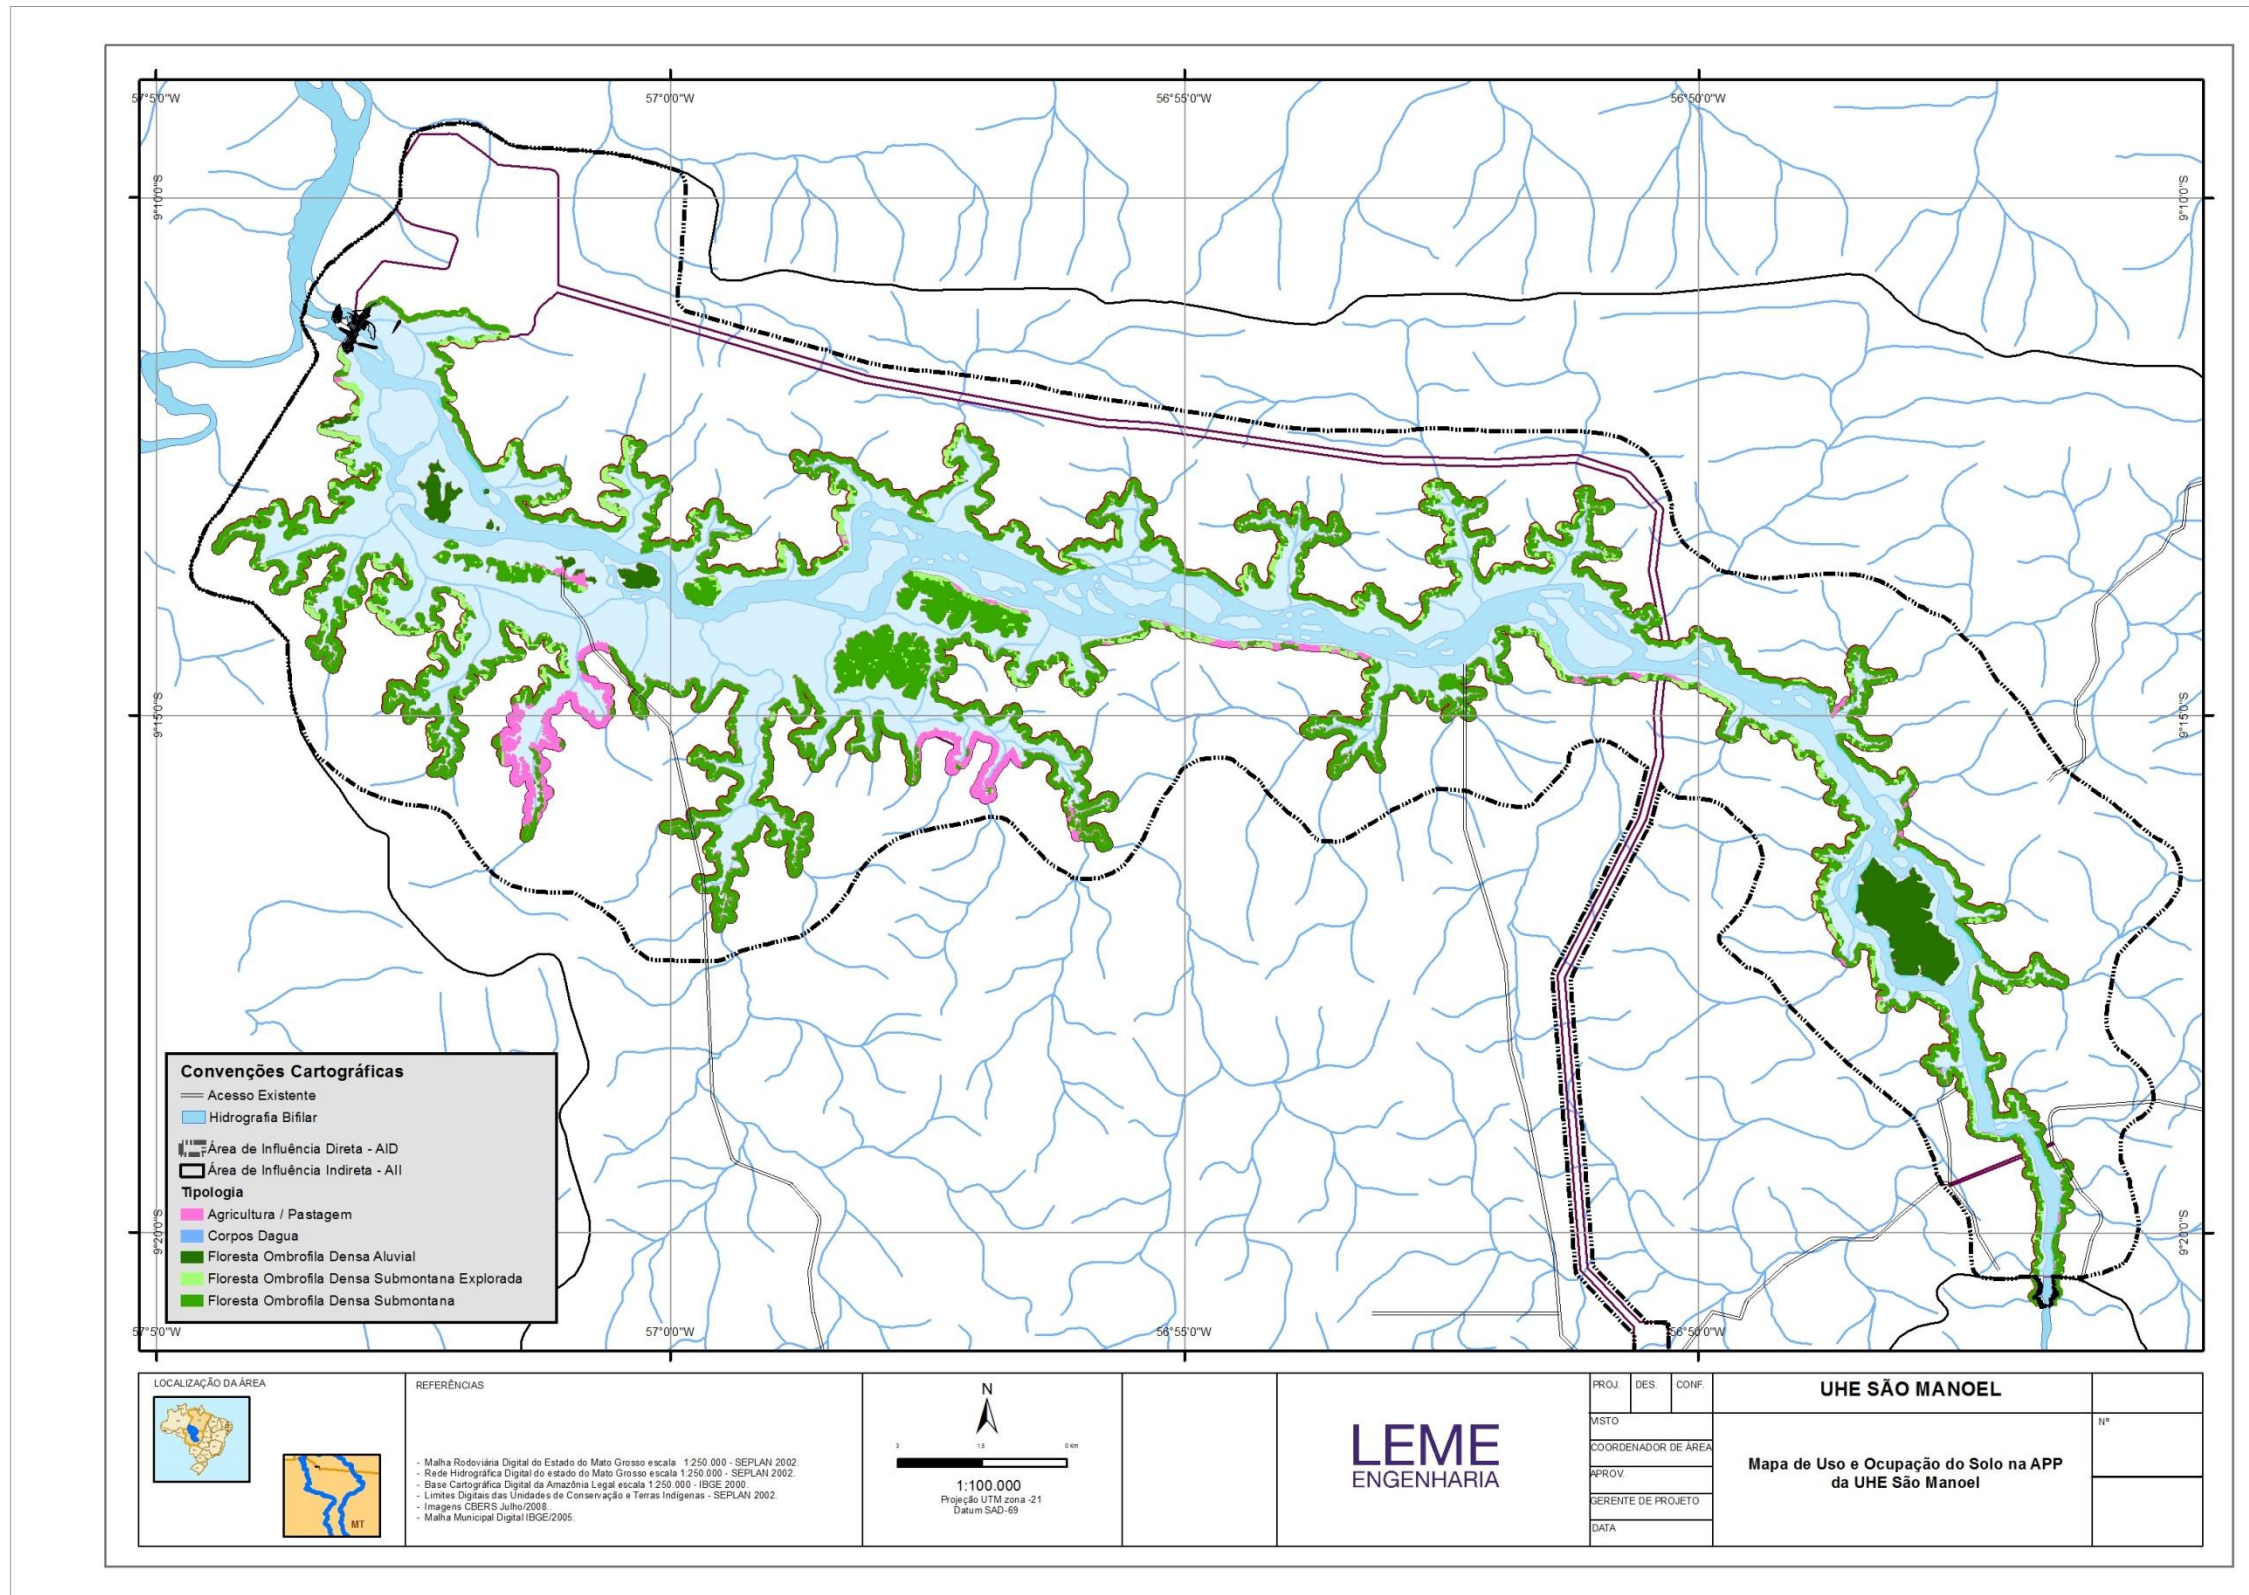 57°5'0"W
57°0'0"W
56°55'0"W
56°50'0"W
9°10'0"S
9°10'0"S
9°15'0"S
9°15'0"S
9°20'0"S
9°20'0"S
Convenções Cartográficas
Acesso Existente
Hidrografia Bifilar
Área de Influência Direta - AID
Área de Influência Indireta - AII
Tipologia
Agricultura / Pastagem
Corpos Dagua
Floresta Ombrofila Densa Aluvial
Floresta Ombrofila Densa Submontana Explorada
Floresta Ombrofila Densa Submontana
57°5'0"W
57°0'0"W
56°55'0"W
56°50'0"W
LOCALIZAÇÃO DA ÁREA
MT
REFERÊNCIAS
- Malha Rodoviária Digital do Estado do Mato Grosso escala 1:250.000 - SEPLAN 2002.
- Rede Hidrográfica Digital do estado do Mato Grosso escala 1:250.000 - SEPLAN 2002.
- Base Cartográfica Digital da Amazônia Legal escala 1:250.000 - IBGE 2000.
- Limites Digitais das Unidades de Conservação e Terras Indígenas - SEPLAN 2002.
- Imagens CBERS Julho/2008.
- Malha Municipal Digital IBGE/2005.
N
3 1,5 0 Km
1:100.000
Projeção UTM zona -21
Datum SAD-69
LEME
ENGENHARIA
PROJ. DES. CONF.
VISTO
COORDENADOR DE ÁREA
APROV.
GERENTE DE PROJETO
DATA
UHE SÃO MANOEL
Mapa de Uso e Ocupação do Solo na APP
da UHE São Manoel
Nº